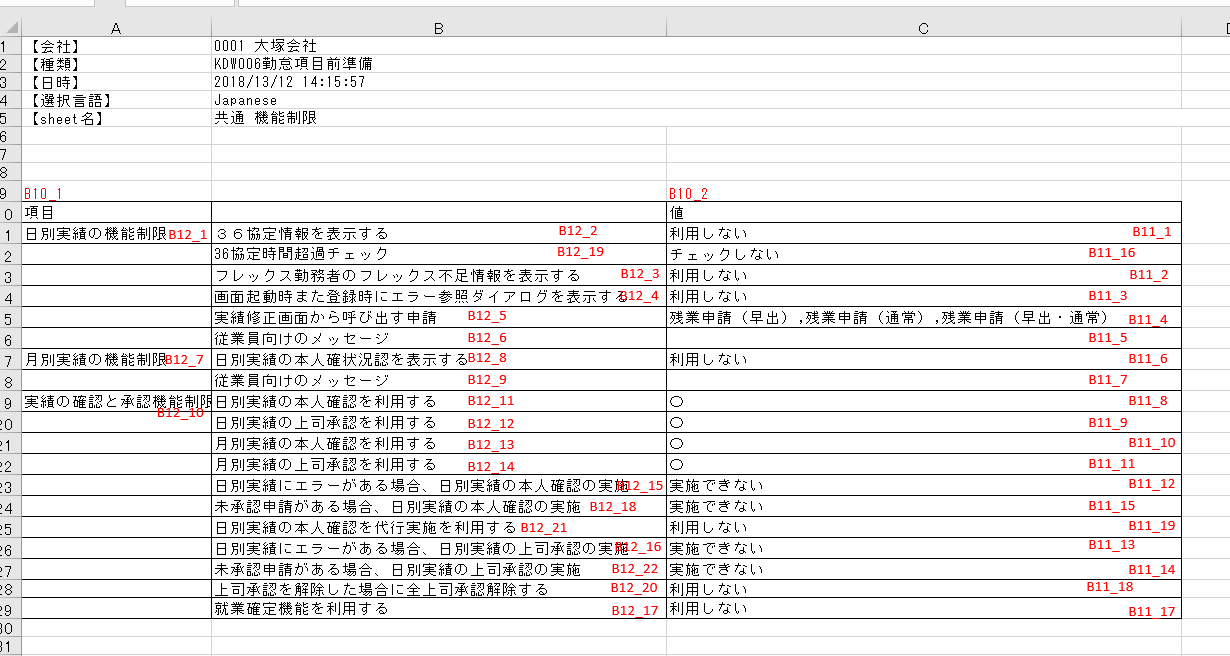 A B C
1 【会社】 0001 大塚会社
2 【種類】 KDW006勤怠項目前準備
3 【日時】 2018/13/12 14:15:57
4 【選択言語】 Japanese
5 【sheet名】 共通 機能制限
6
7
8
9 B10_1 B10_2
0 項目 値
1 日別実績の機能制限 B12_1 ３６協定情報を表示する B12_2 利用しない B11_1
2 36協定時間超過チェック B12_19 チェックしない B11_16
3 フレックス勤務者のフレックス不足情報を表示する B12_3 利用しない B11_2
4 画面起動時また登録時にエラー参照ダイアログを表示する B12_4 利用しない B11_3
5 実績修正画面から呼び出す申請 B12_5 残業申請（早出）,残業申請（通常）,残業申請（早出・通常） B11_4
6 従業員向けのメッセージ B12_6 B11_5
7 月別実績の機能制限 B12_7 日別実績の本人確状況認を表示する B12_8 利用しない B11_6
8 従業員向けのメッセージ B12_9 B11_7
9 実績の確認と承認機能制限 B12_10 日別実績の本人確認を利用する B12_11 〇 B11_8
20 日別実績の上司承認を利用する B12_12 〇 B11_9
21 月別実績の本人確認を利用する B12_13 〇 B11_10
22 月別実績の上司承認を利用する B12_14 〇 B11_11
23 日別実績にエラーがある場合、日別実績の本人確認の実施 B12_15 実施できない B11_12
24 未承認申請がある場合、日別実績の本人確認の実施 B12_18 実施できない B11_15
25 日別実績の本人確認を代行実施を利用する B12_21 利用しない B11_19
26 日別実績にエラーがある場合、日別実績の上司承認の実施 B12_16 実施できない B11_13
27 未承認申請がある場合、日別実績の上司承認の実施 B12_22 実施できない B11_14
28 上司承認を解除した場合に全上司承認解除する B12_20 利用しない B11_18
29 就業確定機能を利用する B12_17 利用しない B11_17
30
31